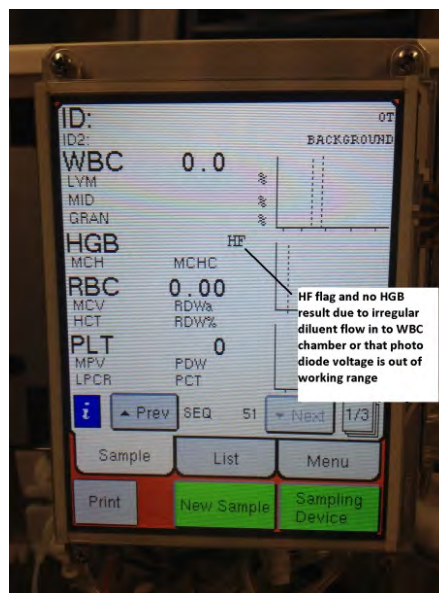 ID: OT
ID2: BACKGROUND
WBC 0.0
LYM %
MID %
GRAN %
HGB HF
MCH MCHC
RBC 0.00
MCV RDWa
HCT RDW%
PLT 0
MPV PDW
LPCR PCT
HF flag and no HGB
result due to irregular
diluent flow in to WBC
chamber or that photo
diode voltage is out of
working range
i ▲ Prev SEQ 51 ▼ Next 1/3
Sample List Menu
Print New Sample Sampling
Device